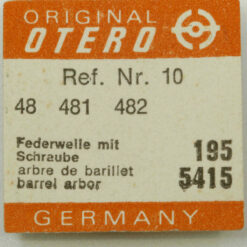 ORIGINAL
OTERO
Ref. Nr. 10
48 481 482
Federwelle mit
Schraube 195
arbre de barillet
barrel arbor 5415
GERMANY